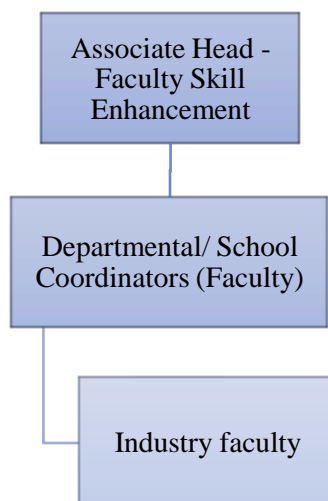 Associate Head -
Faculty Skill
Enhancement
Departmental/ School
Coordinators (Faculty)
Industry faculty